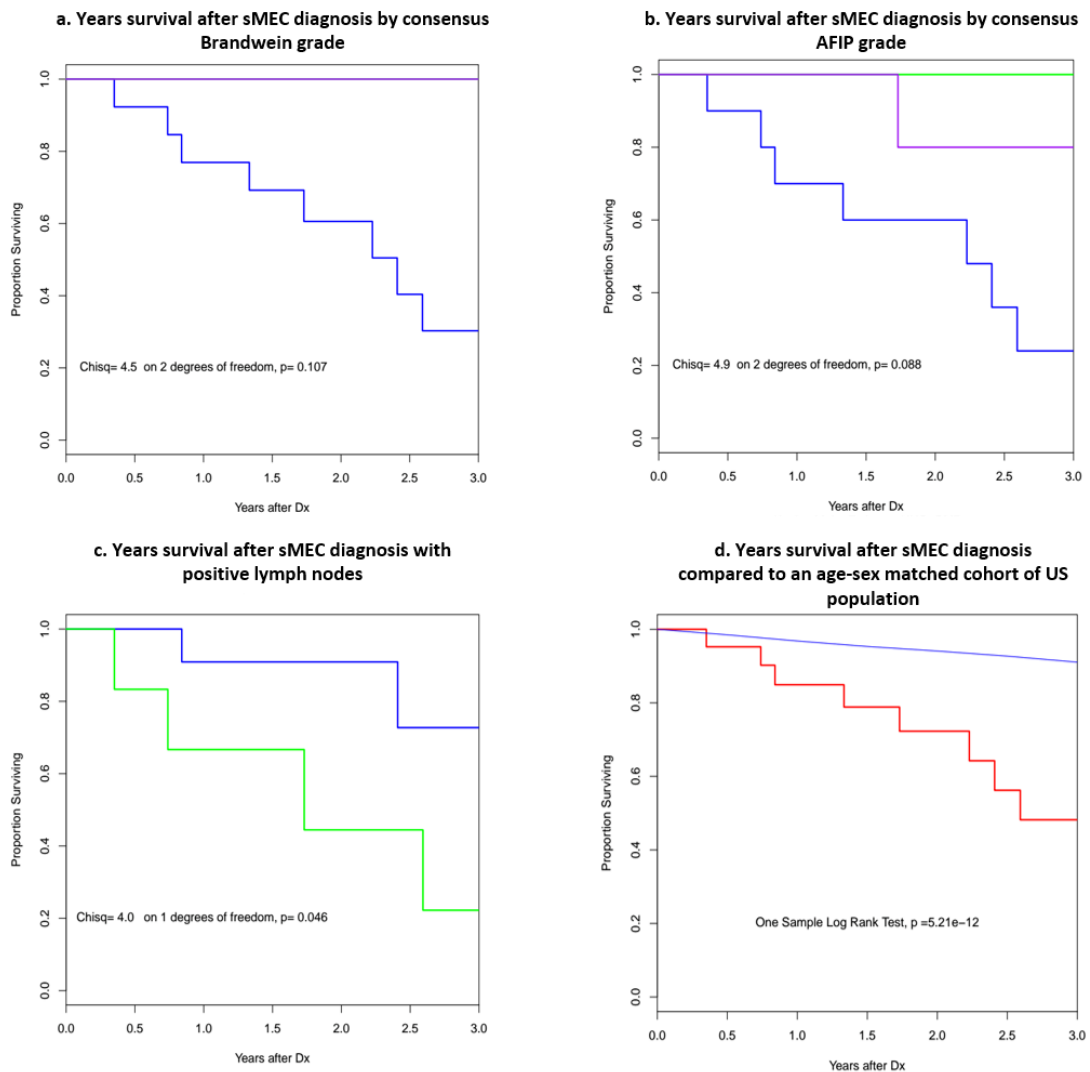 a. Years survival after sMEC diagnosis by consensus
Brandwein grade
Proportion Surviving
1.0
0.8
0.6
0.4
0.2
0.0
Chisq= 4.5 on 2 degrees of freedom, p= 0.107
0.0 0.5 1.0 1.5 2.0 2.5 3.0
Years after Dx
b. Years survival after sMEC diagnosis by consensus
AFIP grade
Proportion Surviving
1.0
0.8
0.6
0.4
0.2
0.0
Chisq= 4.9 on 2 degrees of freedom, p= 0.088
0.0 0.5 1.0 1.5 2.0 2.5 3.0
Years after Dx
c. Years survival after sMEC diagnosis with
positive lymph nodes
Proportion Surviving
1.0
0.8
0.6
0.4
0.2
0.0
Chisq= 4.0 on 1 degrees of freedom, p= 0.046
0.0 0.5 1.0 1.5 2.0 2.5 3.0
Years after Dx
d. Years survival after sMEC diagnosis
compared to an age-sex matched cohort of US
population
Proportion Surviving
1.0
0.8
0.6
0.4
0.2
0.0
One Sample Log Rank Test, p =5.21e−12
0.0 0.5 1.0 1.5 2.0 2.5 3.0
Years after Dx